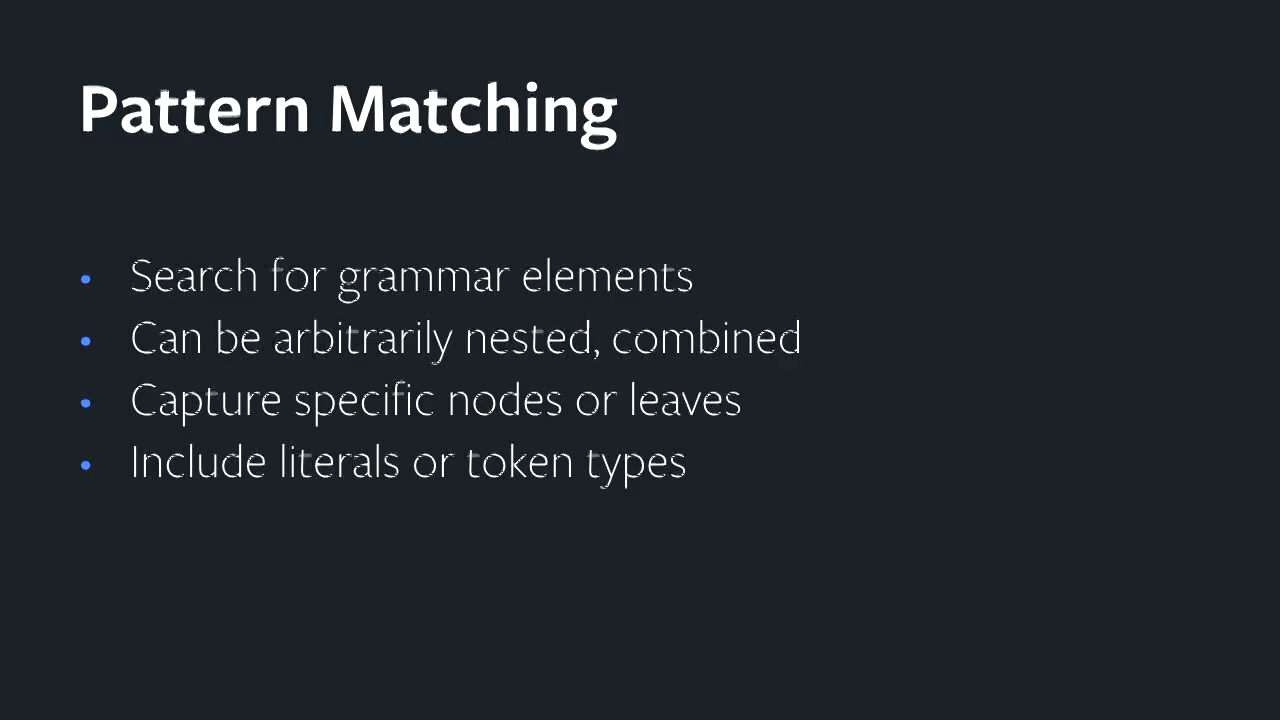 Pattern Matching
• Search for grammar elements
• Can be arbitrarily nested, combined
• Capture specific nodes or leaves
• Include literals or token types